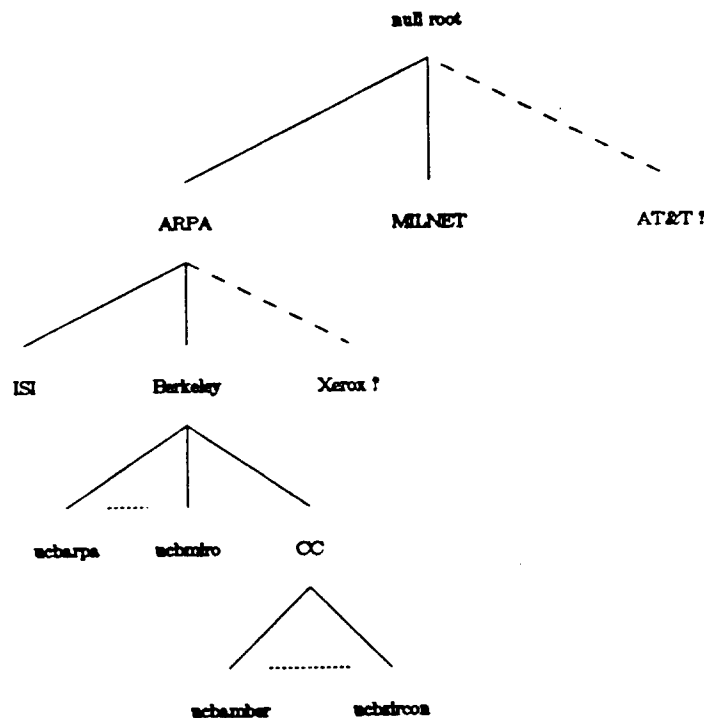 null root
ARPA MILNET AT&T ?
ISI Berkeley Xerox ?
ucbarpa ucbmiro CC
ucbamber ucbzircon